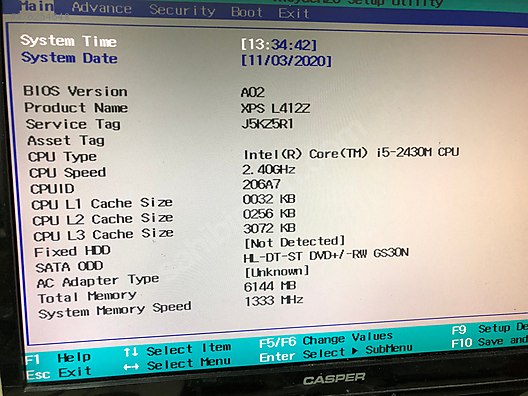 Setup Utility
Main Advance Security Boot Exit
System Time [13:34:42]
System Date [11/03/2020]
BIOS Version A02
Product Name XPS L412Z
Service Tag J5KZ5R1
Asset Tag
CPU Type Intel(R) Core(TM) i5-2430M CPU
CPU Speed 2.40GHz
CPUID 206A7
CPU L1 Cache Size 0032 KB
CPU L2 Cache Size 0256 KB
CPU L3 Cache Size 3072 KB
Fixed HDD [Not Detected]
SATA ODD HL-DT-ST DVD+/-RW GS30N
AC Adapter Type [Unknown]
Total Memory 6144 MB
System Memory Speed 1333 MHz
F1 Help ↑↓ Select Item F5/F6 Change Values F9 Setup De
Esc Exit ↔ Select Menu Enter Select ▶ SubMenu F10 Save and
CASPER